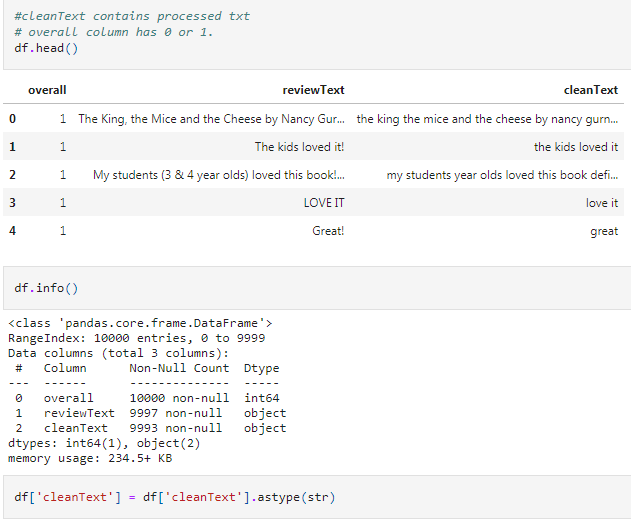 #cleanText contains processed txt
# overall column has 0 or 1.
df.head()
overall reviewText cleanText
0 1 The King, the Mice and the Cheese by Nancy Gur... the king the mice and the cheese by nancy gurn...
1 1 The kids loved it! the kids loved it
2 1 My students (3 & 4 year olds) loved this book!... my students year olds loved this book defi...
3 1 LOVE IT love it
4 1 Great! great
df.info()
<class 'pandas.core.frame.DataFrame'>
RangeIndex: 10000 entries, 0 to 9999
Data columns (total 3 columns):
# Column Non-Null Count Dtype
--- ------ -------------- -----
0 overall 10000 non-null int64
1 reviewText 9997 non-null object
2 cleanText 9993 non-null object
dtypes: int64(1), object(2)
memory usage: 234.5+ KB
df['cleanText'] = df['cleanText'].astype(str)